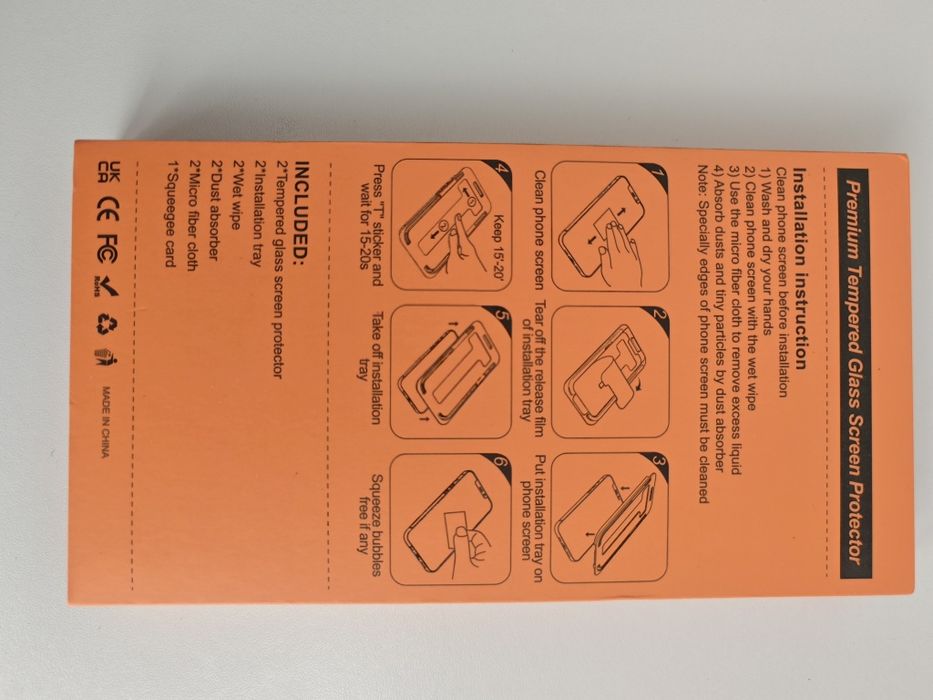 Premium Tempered Glass Screen Protector
Installation instruction
Clean phone screen before installation
1) Wash and dry your hands
2) Clean phone screen with the wet wipe
3) Use the micro fiber cloth to remove excess liquid
4) Absorb dusts and tiny particles by dust absorber
Note: Specially edges of phone screen must be cleaned
1
Clean phone screen
2
Tear off the release film
of installation tray
3
Put installation tray on
phone screen
4
Keep 15'-20'
Press "T" sticker and
wait for 15-20s
5
Take off installation
tray
6
Squeeze bubbles
free if any
INCLUDED:
2*Tempered glass screen protector
2*Installation tray
2*Wet wipe
2*Dust absorber
2*Micro fiber cloth
1*Squeegee card
UK
CA
CE
FC
RoHS
MADE IN CHINA